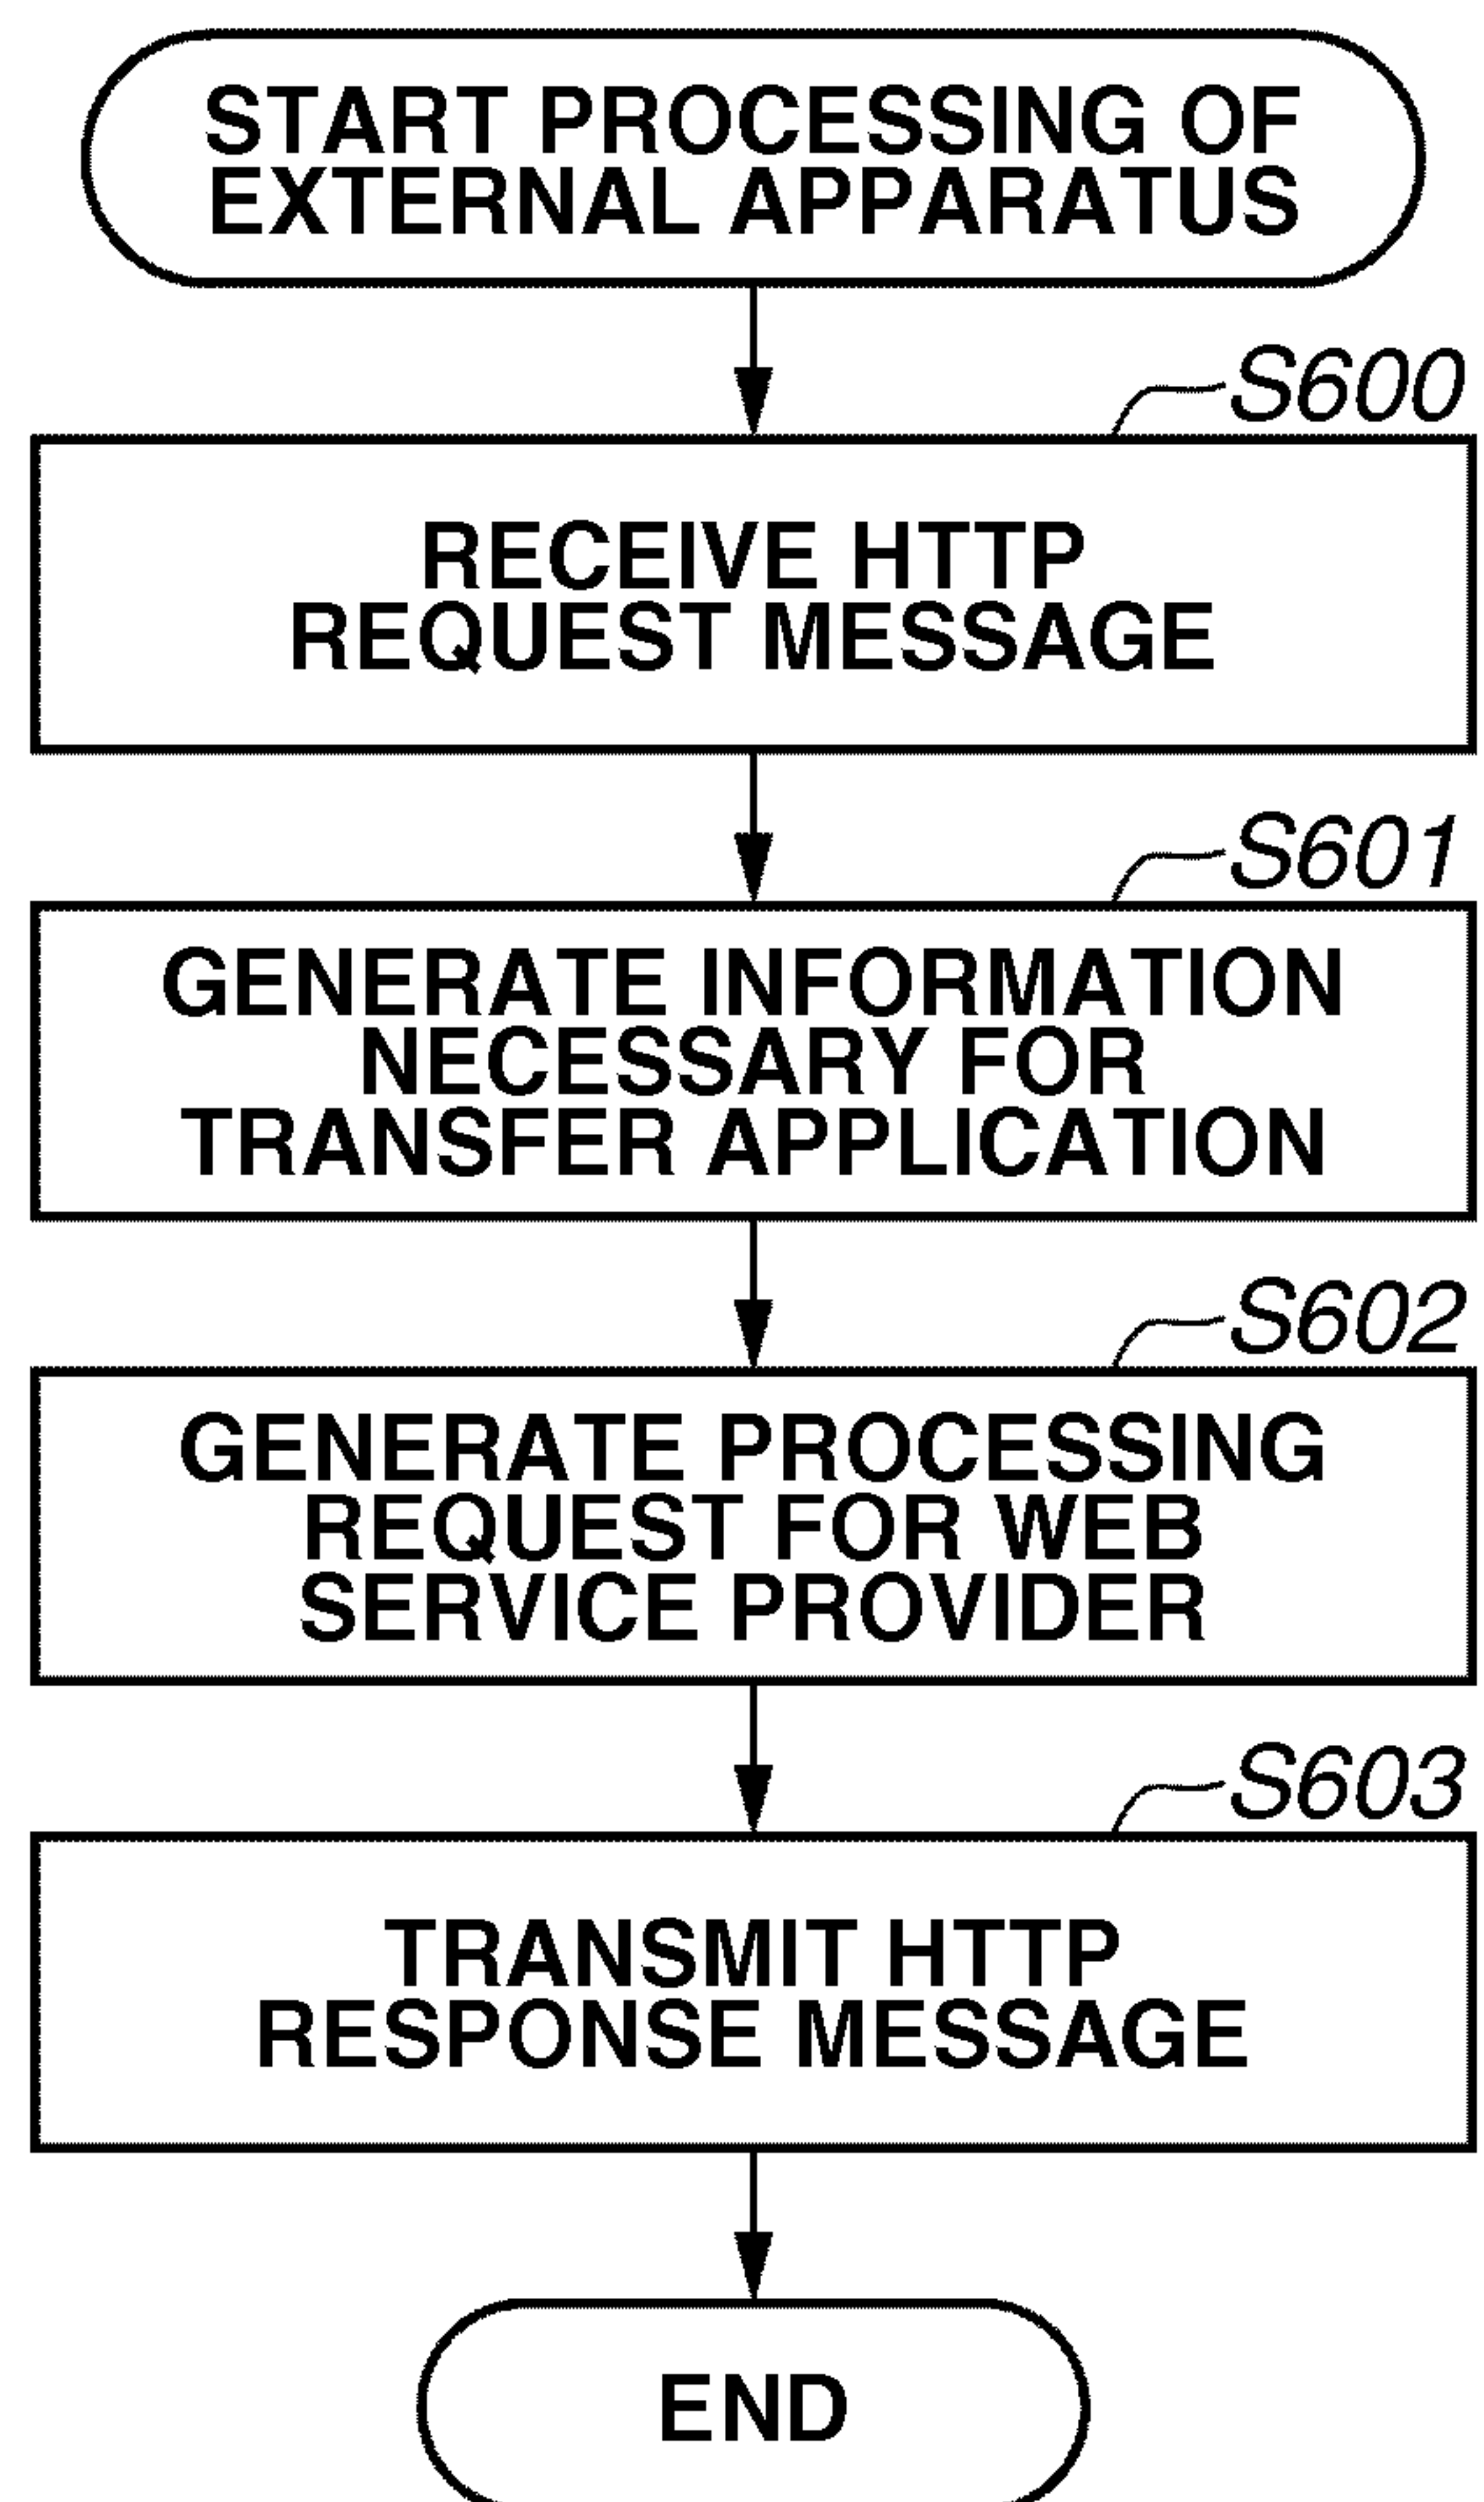 START PROCESSING OF
EXTERNAL APPARATUS
S600
RECEIVE HTTP
REQUEST MESSAGE
S601
GENERATE INFORMATION
NECESSARY FOR
TRANSFER APPLICATION
S602
GENERATE PROCESSING
REQUEST FOR WEB
SERVICE PROVIDER
S603
TRANSMIT HTTP
RESPONSE MESSAGE
END